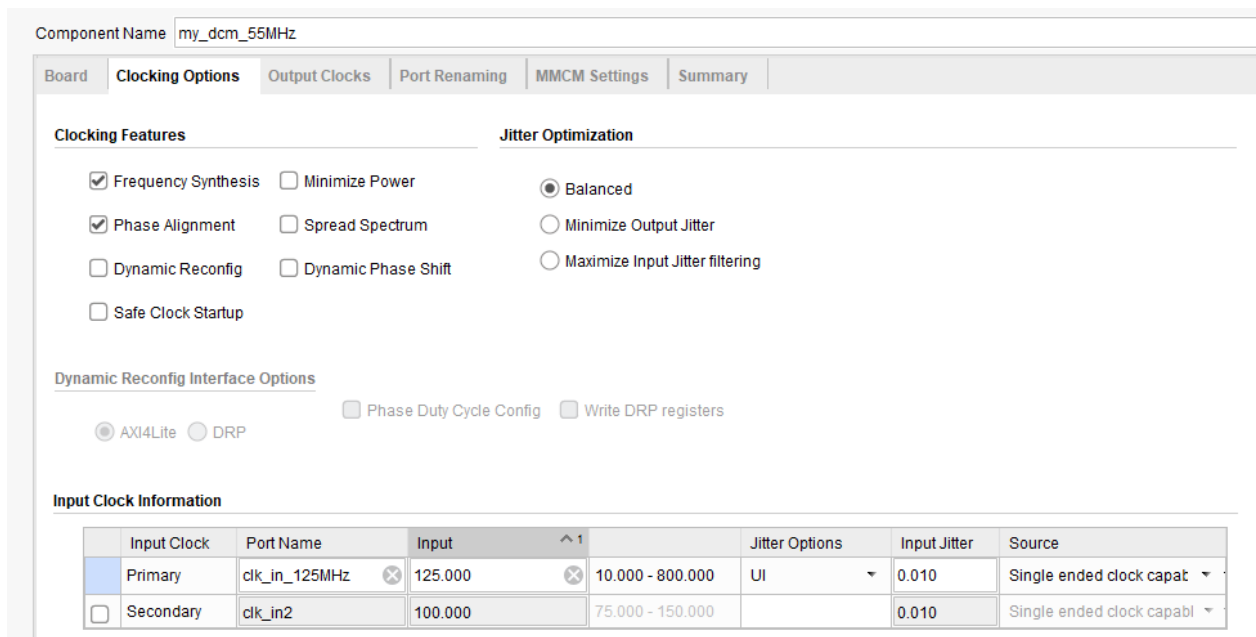 Component Name my_dcm_55MHz
Board Clocking Options Output Clocks Port Renaming MMCM Settings Summary
Clocking Features
Frequency Synthesis Minimize Power
Phase Alignment Spread Spectrum
Dynamic Reconfig Dynamic Phase Shift
Safe Clock Startup
Jitter Optimization
Balanced
Minimize Output Jitter
Maximize Input Jitter filtering
Dynamic Reconfig Interface Options
Phase Duty Cycle Config Write DRP registers
AXI4Lite DRP
Input Clock Information
Input Clock Port Name Input 1 Jitter Options Input Jitter Source
Primary clk_in_125MHz 125.000 10.000 - 800.000 UI 0.010 Single ended clock capat
Secondary clk_in2 100.000 75.000 - 150.000 0.010 Single ended clock capabl